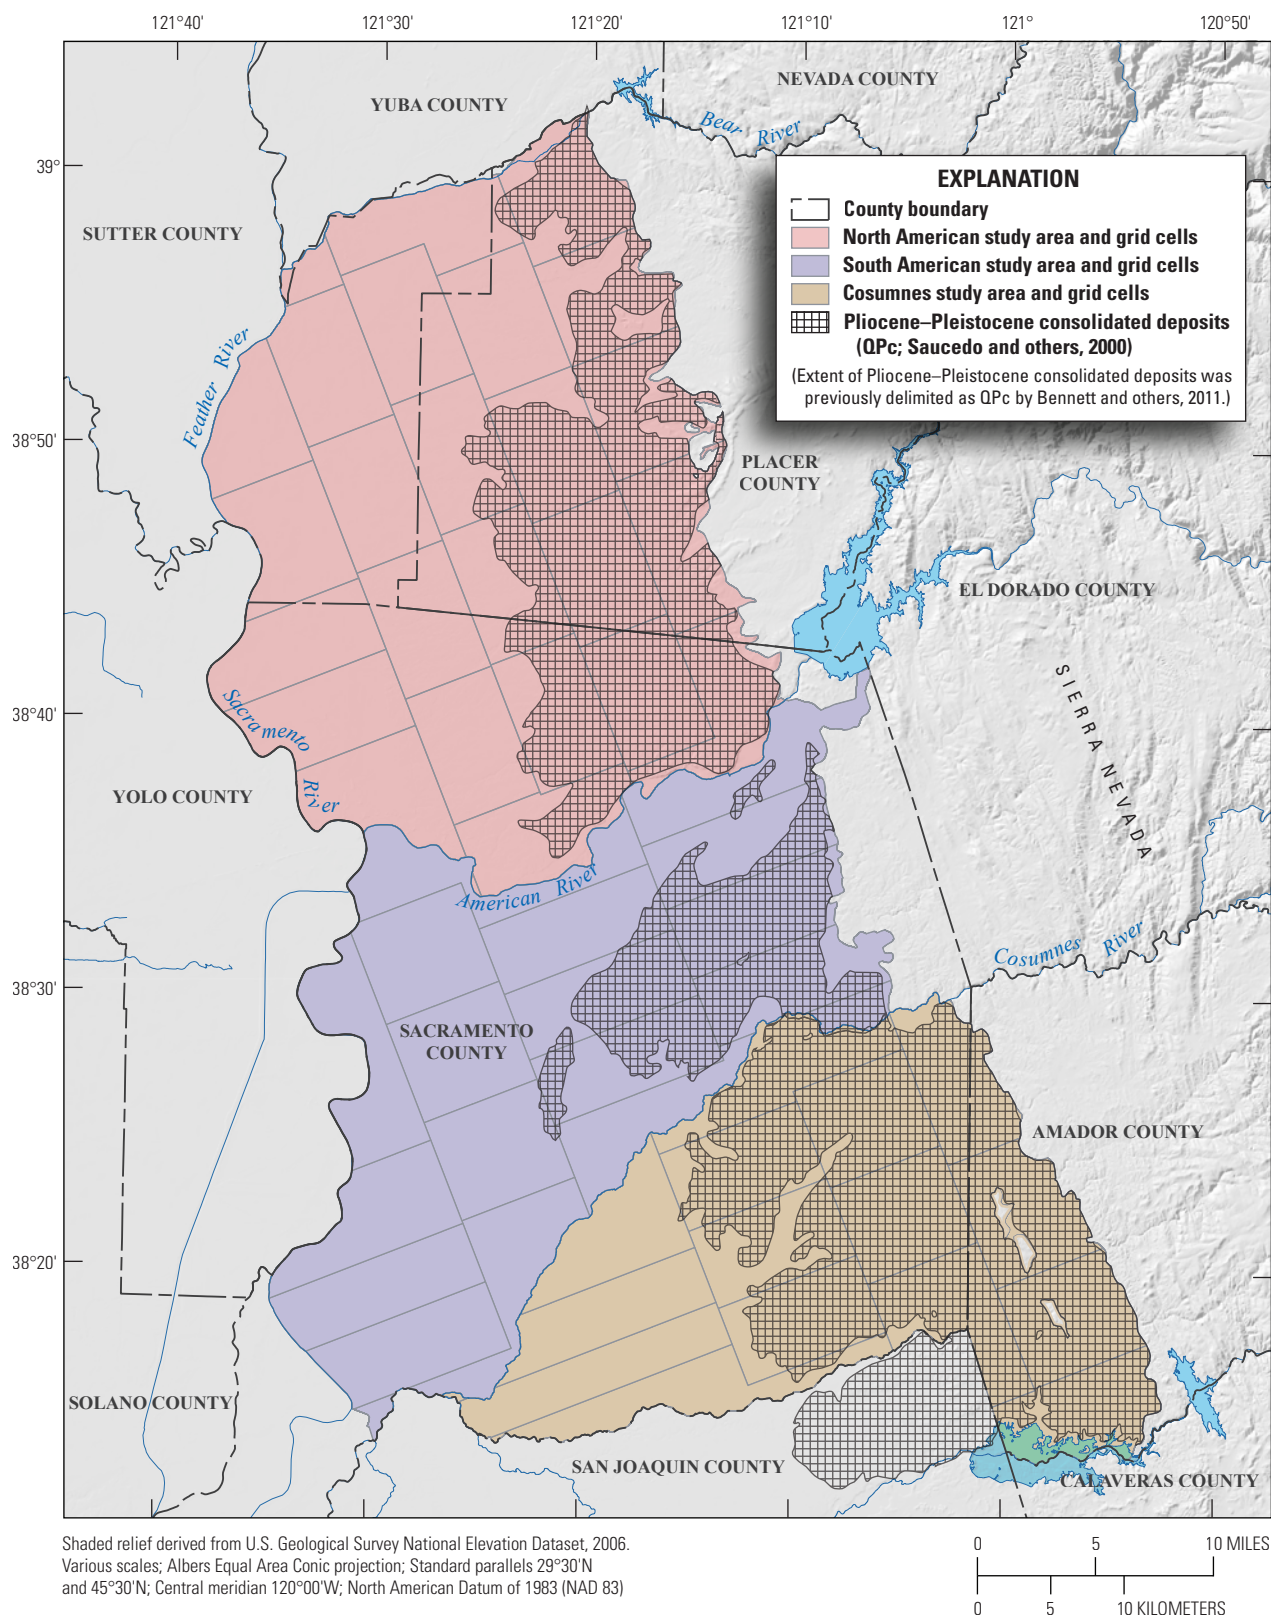 121°40'
121°30'
121°20'
121°10'
121°
120°50'
NEVADA COUNTY
YUBA COUNTY
Bear River
39°
EXPLANATION
County boundary
North American study area and grid cells
South American study area and grid cells
Cosumnes study area and grid cells
Pliocene–Pleistocene consolidated deposits
(QPc; Saucedo and others, 2000)
(Extent of Pliocene–Pleistocene consolidated deposits was
previously delimited as QPc by Bennett and others, 2011.)
SUTTER COUNTY
Feather River
38°50'
PLACER
COUNTY
EL DORADO COUNTY
SIERRA NEVADA
38°40'
Sacramento
River
YOLO COUNTY
American River
Cosumnes River
38°30'
SACRAMENTO
COUNTY
AMADOR COUNTY
38°20'
SOLANO COUNTY
SAN JOAQUIN COUNTY
CALAVERAS COUNTY
Shaded relief derived from U.S. Geological Survey National Elevation Dataset, 2006.
Various scales; Albers Equal Area Conic projection; Standard parallels 29°30'N
and 45°30'N; Central meridian 120°00'W; North American Datum of 1983 (NAD 83)
0 5 10 MILES
0 5 10 KILOMETERS